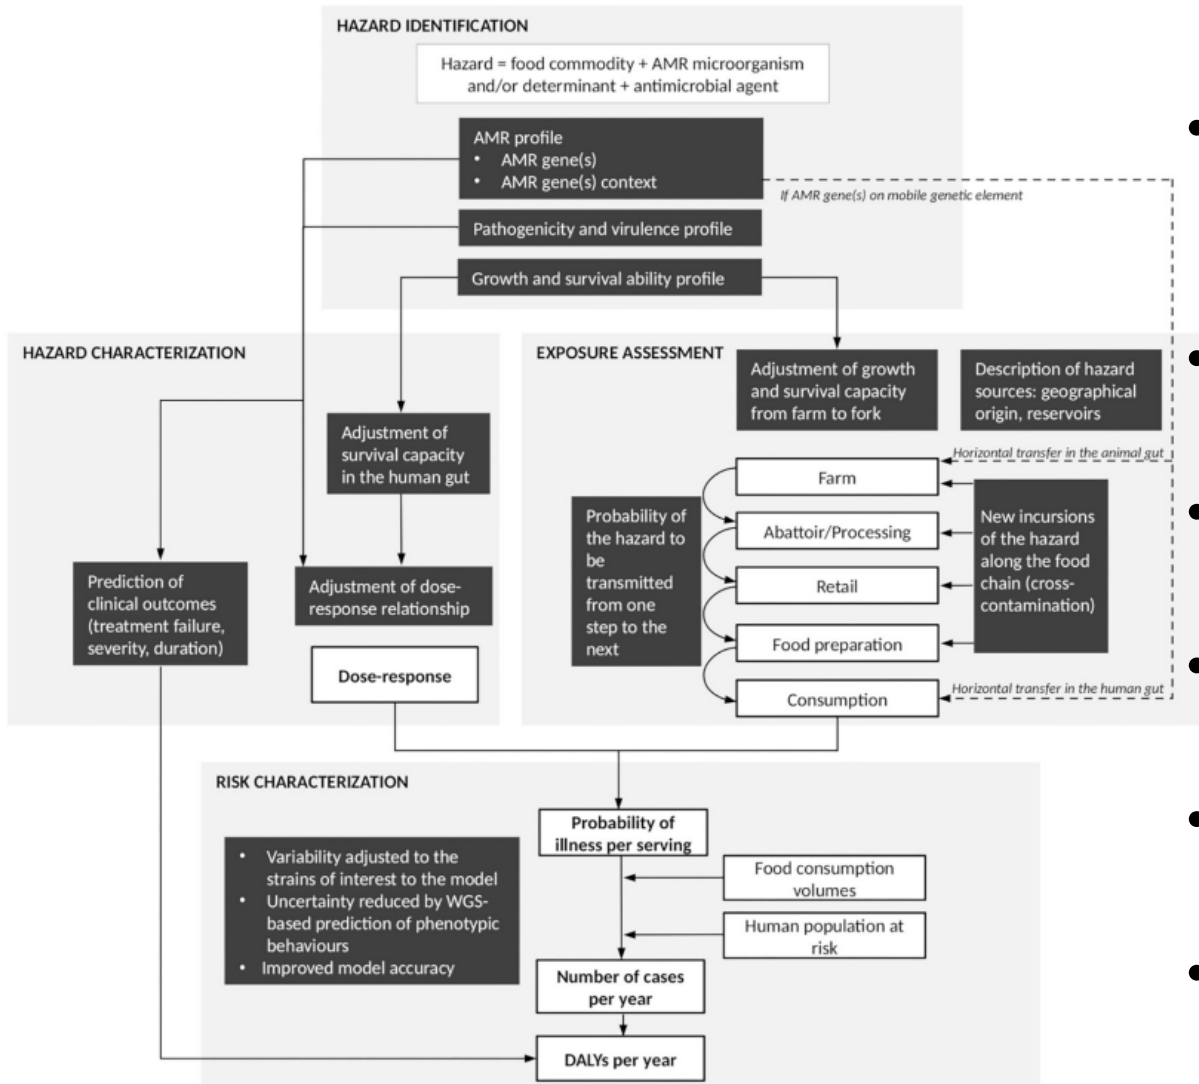 HAZARD IDENTIFICATION
Hazard = food commodity + AMR microorganism
and/or determinant + antimicrobial agent
AMR profile
• AMR gene(s)
• AMR gene(s) context
If AMR gene(s) on mobile genetic element
Pathogenicity and virulence profile
Growth and survival ability profile
HAZARD CHARACTERIZATION
Adjustment of
survival capacity
in the human gut
Prediction of
clinical outcomes
(treatment failure,
severity, duration)
Adjustment of dose-
response relationship
Dose-response
EXPOSURE ASSESSMENT
Adjustment of growth
and survival capacity
from farm to fork
Description of hazard
sources: geographical
origin, reservoirs
Horizontal transfer in the animal gut
Farm
Probability of
the hazard to
be
transmitted
from one
step to the
next
Abattoir/Processing
New incursions
of the hazard
along the food
chain (cross-
contamination)
Retail
Food preparation
Horizontal transfer in the human gut
Consumption
RISK CHARACTERIZATION
Probability of
illness per serving
• Variability adjusted to the
strains of interest to the model
• Uncertainty reduced by WGS-
based prediction of phenotypic
behaviours
• Improved model accuracy
Food consumption
volumes
Human population at
risk
Number of cases
per year
DALYs per year